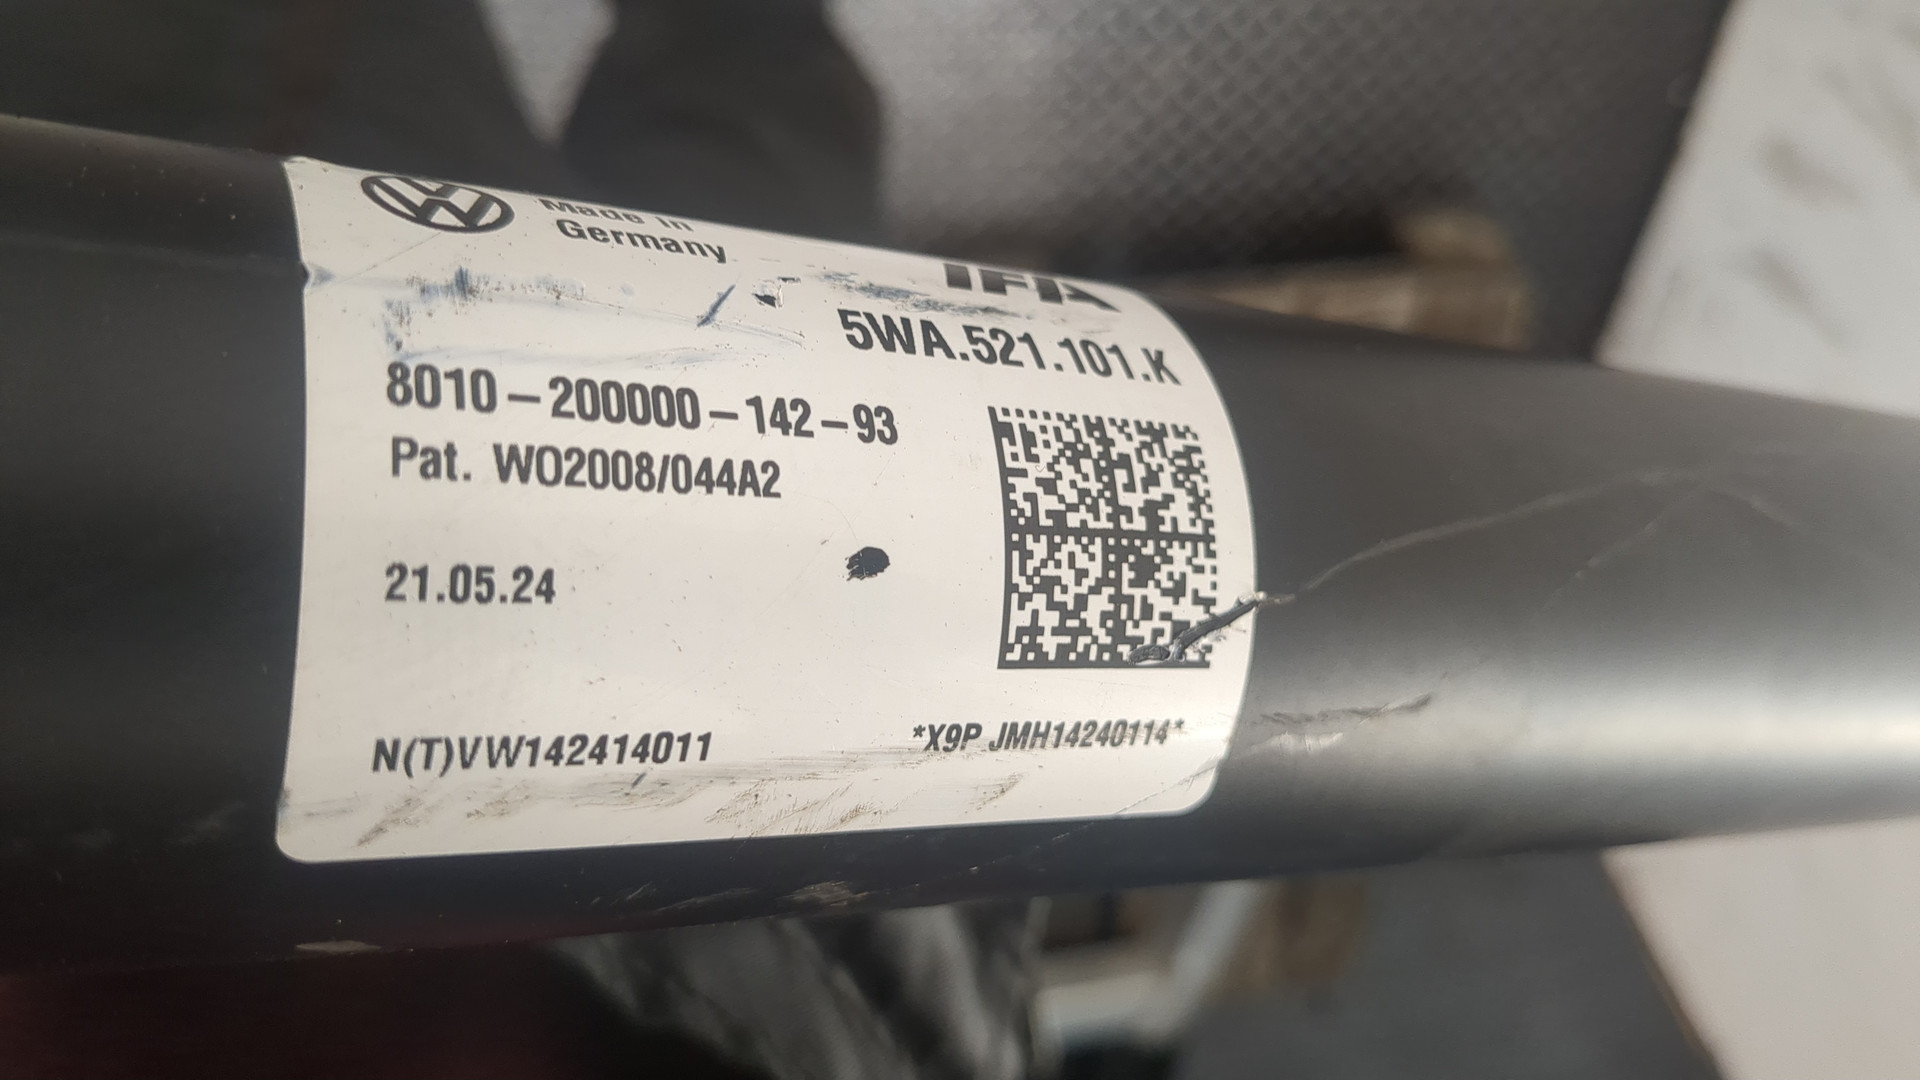 Made in
Germany
IFA
5WA.521.101.K
8010-200000-142-93
Pat. WO2008/044A2
21.05.24
N(T)VW142414011
*X9P JMH14240114*